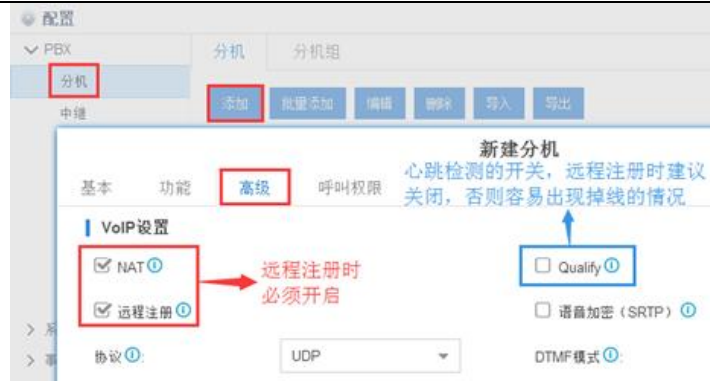 配置
PBX
分机 分机组
分机
中继
添加 批量添加 编辑 删除 导入 导出
新建分机
基本 功能 高级 呼叫权限
心跳检测的开关，远程注册时建议
关闭，否则容易出现掉线的情况
VoIP设置
NAT
Qualify
远程注册时
必须开启
远程注册
语音加密（SRTP）
协议: UDP DTMF模式: